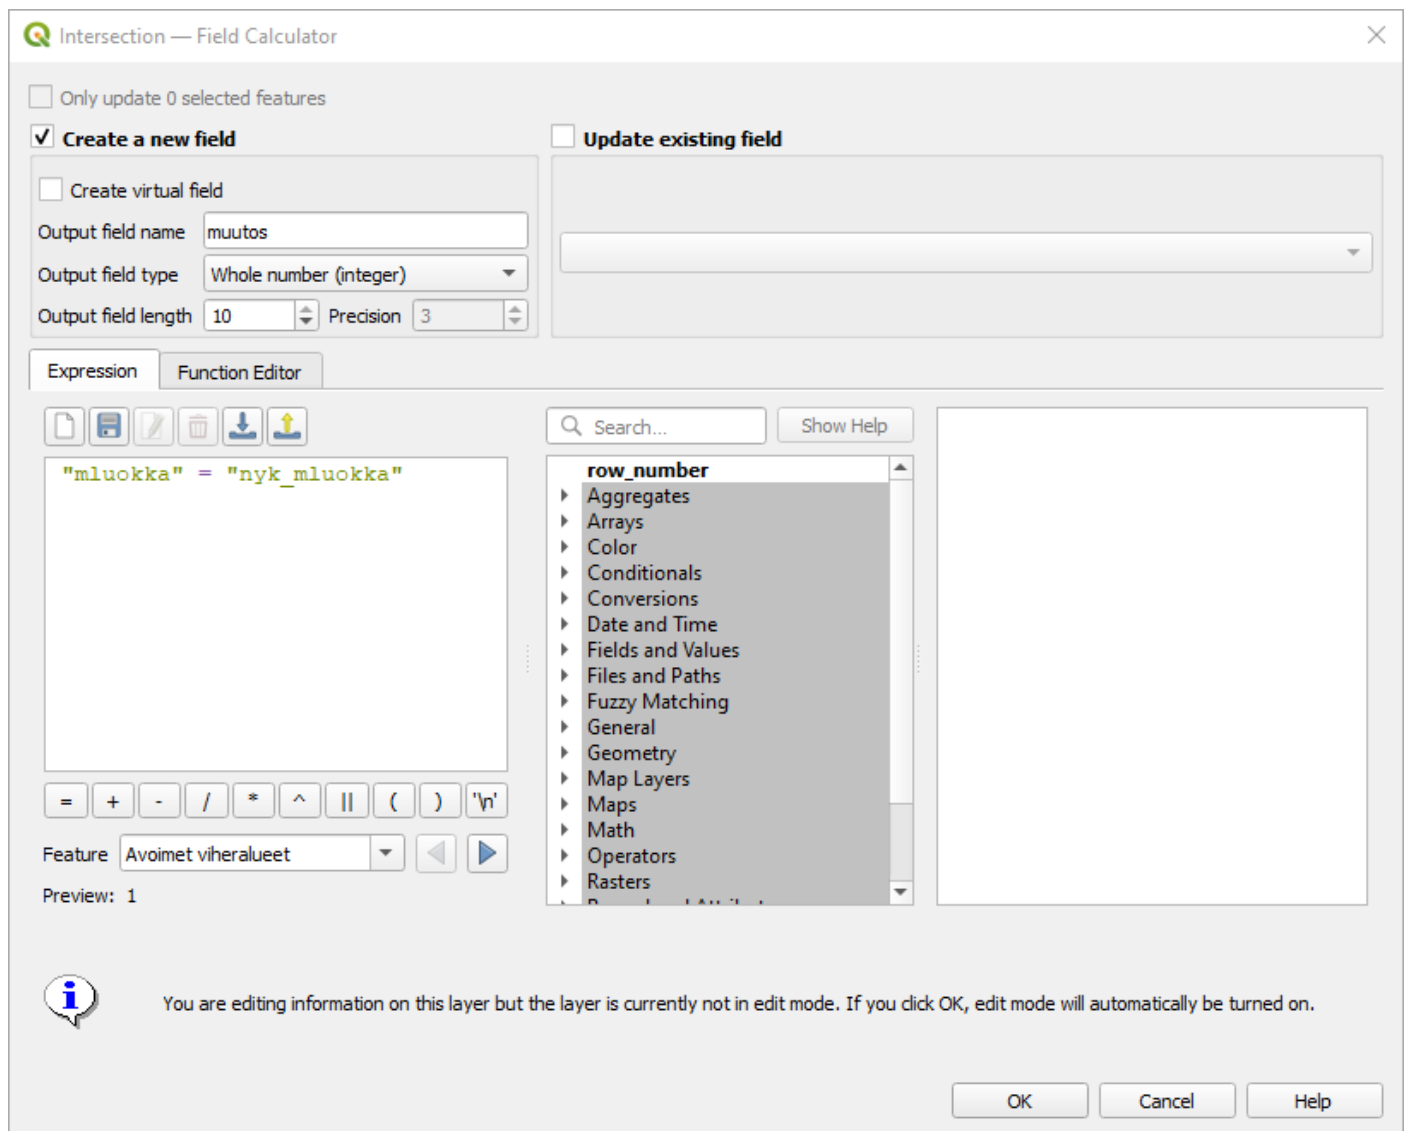 Intersection — Field Calculator
Only update 0 selected features
Create a new field
Update existing field
Create virtual field
Output field name muutos
Output field type Whole number (integer)
Output field length 10 Precision 3
Expression Function Editor
Search... Show Help
"mluokka" = "nyk_mluokka"
row_number
Aggregates
Arrays
Color
Conditionals
Conversions
Date and Time
Fields and Values
Files and Paths
Fuzzy Matching
General
Geometry
Map Layers
Maps
Math
Operators
Rasters
= + - / * ^ || ( ) '\n'
Feature Avoimet viheralueet
Preview: 1
You are editing information on this layer but the layer is currently not in edit mode. If you click OK, edit mode will automatically be turned on.
OK Cancel Help